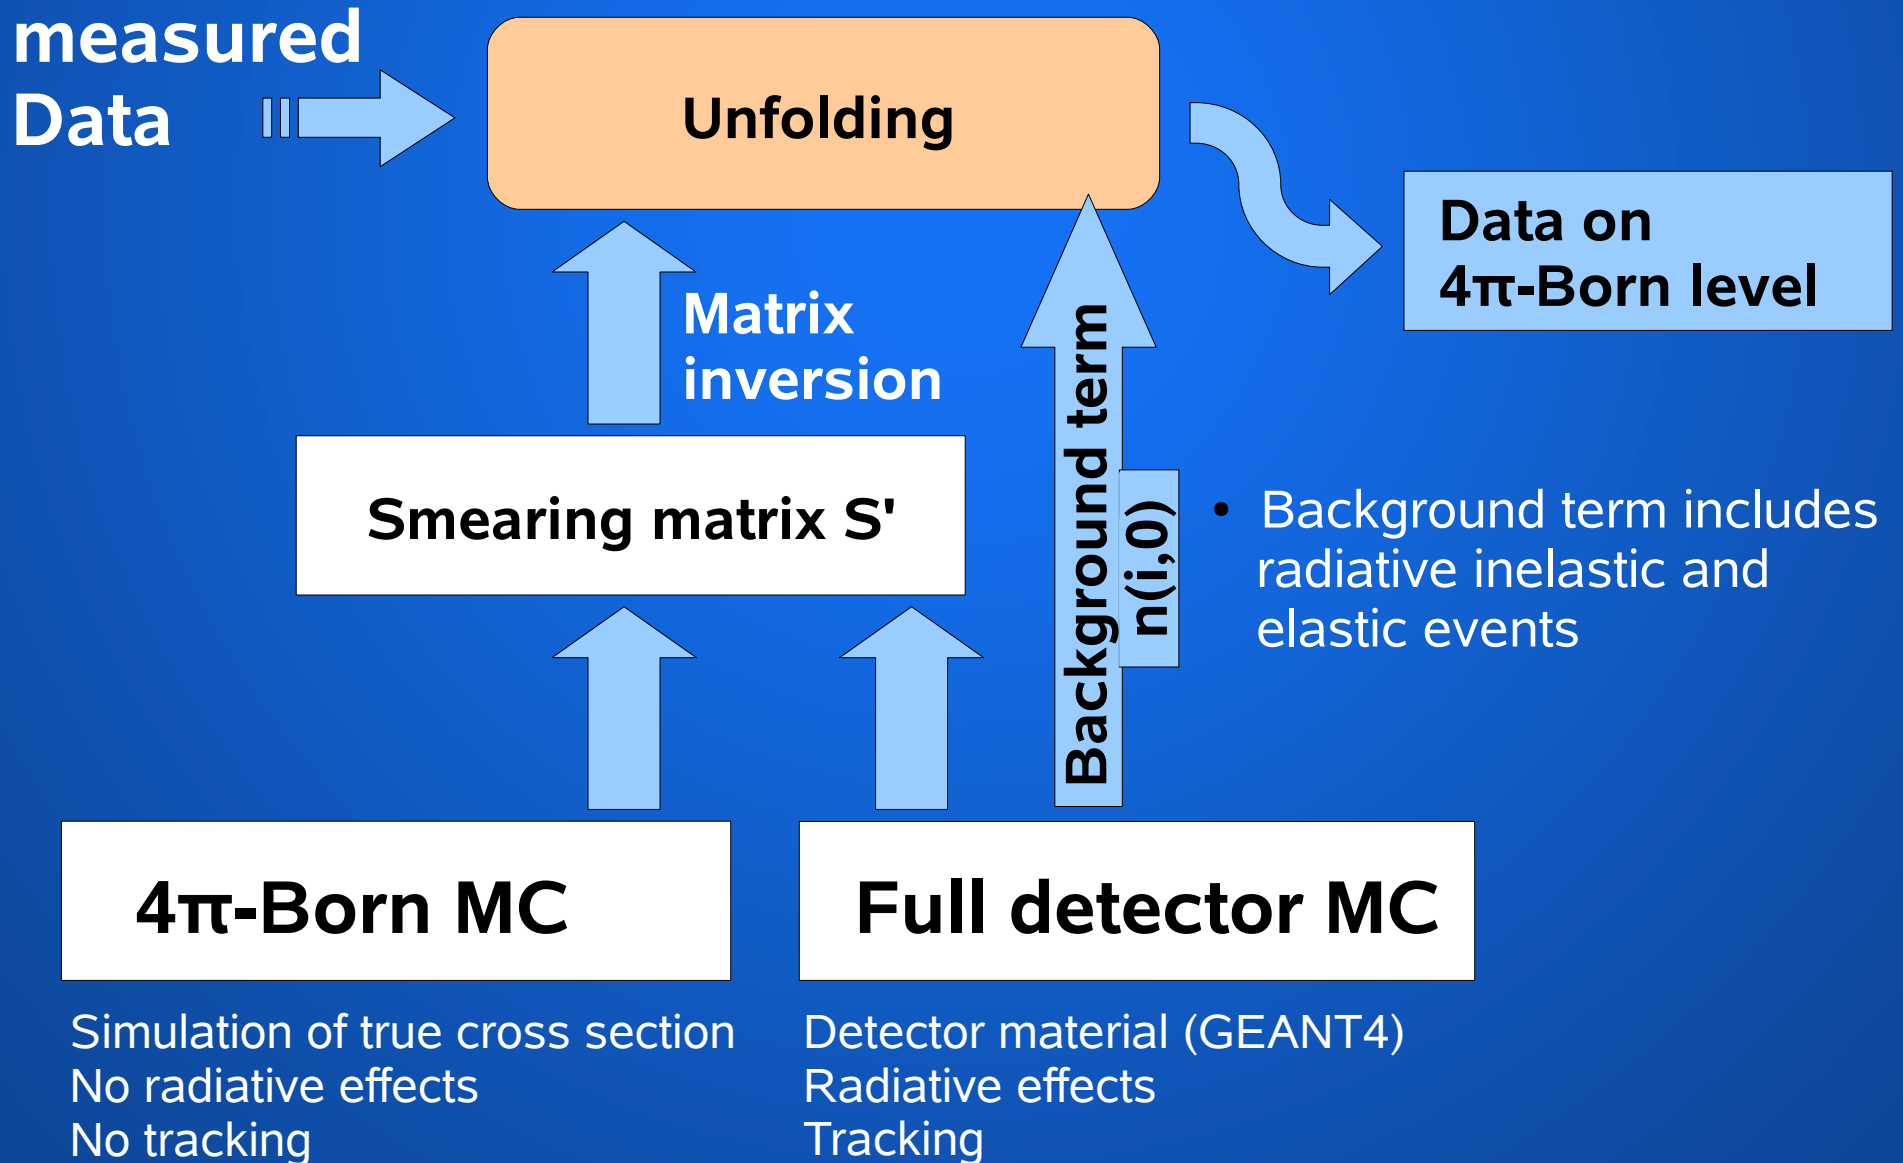 measured
Data
Unfolding
Data on
4π-Born level
Matrix
inversion
Background term
n(i,0)
Smearing matrix S'
• Background term includes
radiative inelastic and
elastic events
4π-Born MC
Full detector MC
Simulation of true cross section
No radiative effects
No tracking
Detector material (GEANT4)
Radiative effects
Tracking